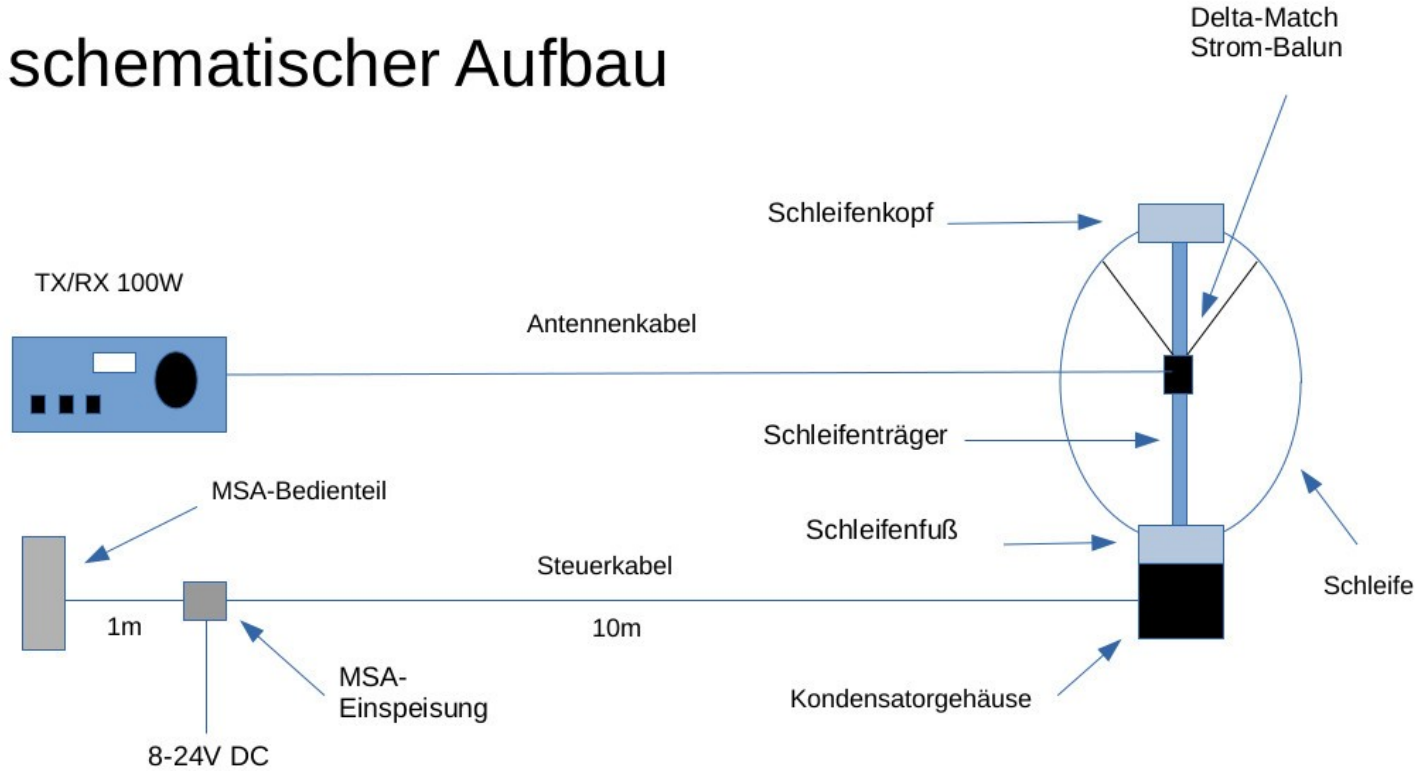 schematischer Aufbau
Delta-Match
Strom-Balun
Schleifenkopf
TX/RX 100W
Antennenkabel
Schleifenträger
MSA-Bedienteil
Schleifenfuß
Steuerkabel
Schleife
1m
10m
MSA-
Einspeisung
Kondensatorgehäuse
8-24V DC